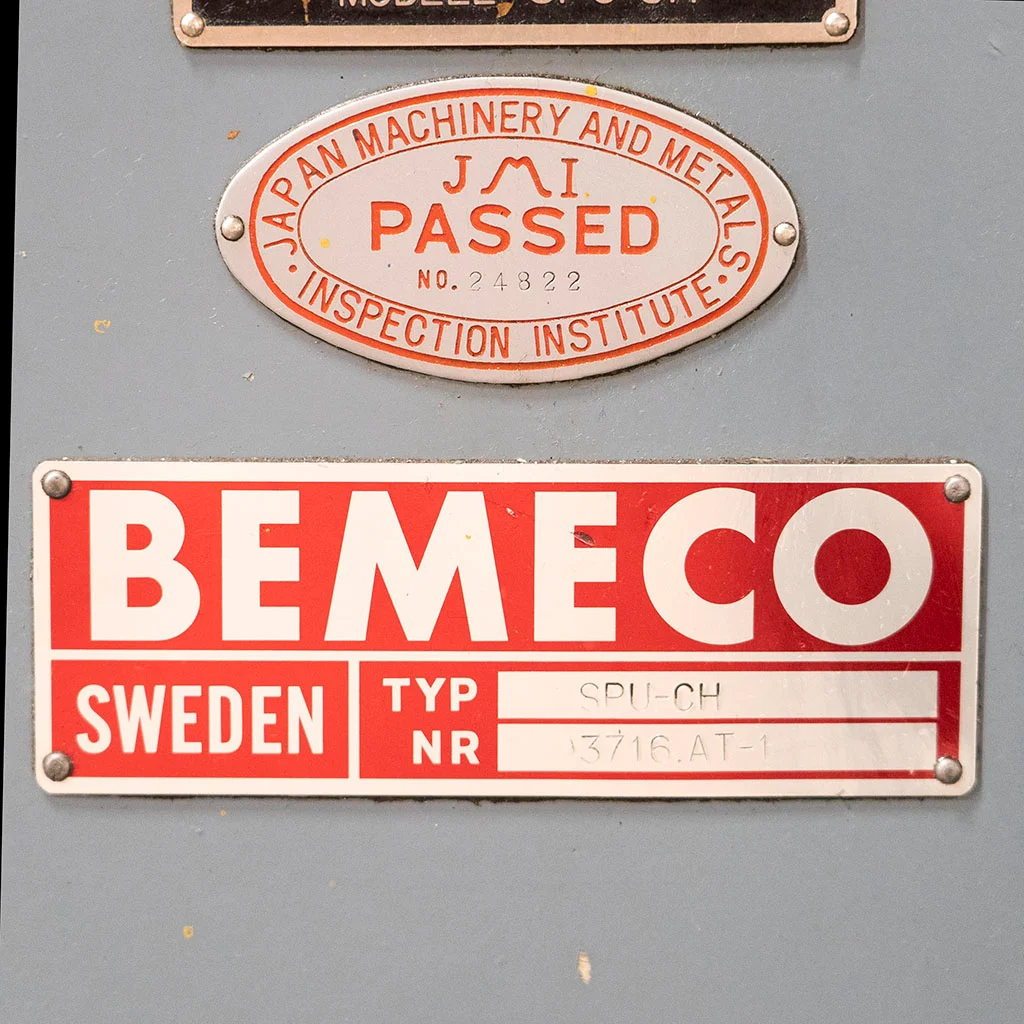 JAPAN MACHINERY AND METALS
JMI
PASSED
NO. 24822
INSPECTION INSTITUTE
BEMECO
SWEDEN
TYP SPU-CH
NR 3716.AT-1